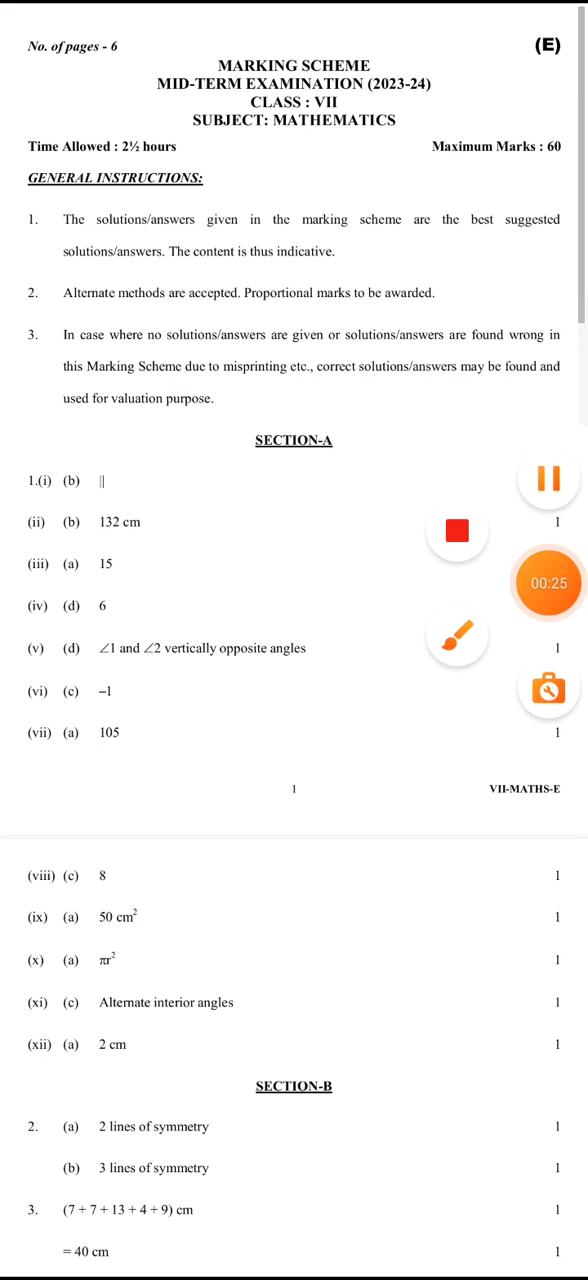 No. of pages - 6
(E)
MARKING SCHEME
MID-TERM EXAMINATION (2023-24)
CLASS : VII
SUBJECT: MATHEMATICS
Time Allowed : 2½ hours Maximum Marks : 60
GENERAL INSTRUCTIONS:
1. The solutions/answers given in the marking scheme are the best suggested
solutions/answers. The content is thus indicative.
2. Alternate methods are accepted. Proportional marks to be awarded.
3. In case where no solutions/answers are given or solutions/answers are found wrong in
this Marking Scheme due to misprinting etc., correct solutions/answers may be found and
used for valuation purpose.
SECTION-A
1.(i) (b) ||
(ii) (b) 132 cm 1
(iii) (a) 15
00:25
(iv) (d) 6
(v) (d) ∠1 and ∠2 vertically opposite angles 1
(vi) (c) –1
(vii) (a) 105 1
1 VII-MATHS-E
(viii) (c) 8 1
(ix) (a) 50 cm² 1
(x) (a) πr² 1
(xi) (c) Alternate interior angles 1
(xii) (a) 2 cm 1
SECTION-B
2. (a) 2 lines of symmetry 1
(b) 3 lines of symmetry 1
3. (7 + 7 + 13 + 4 + 9) cm 1
= 40 cm 1